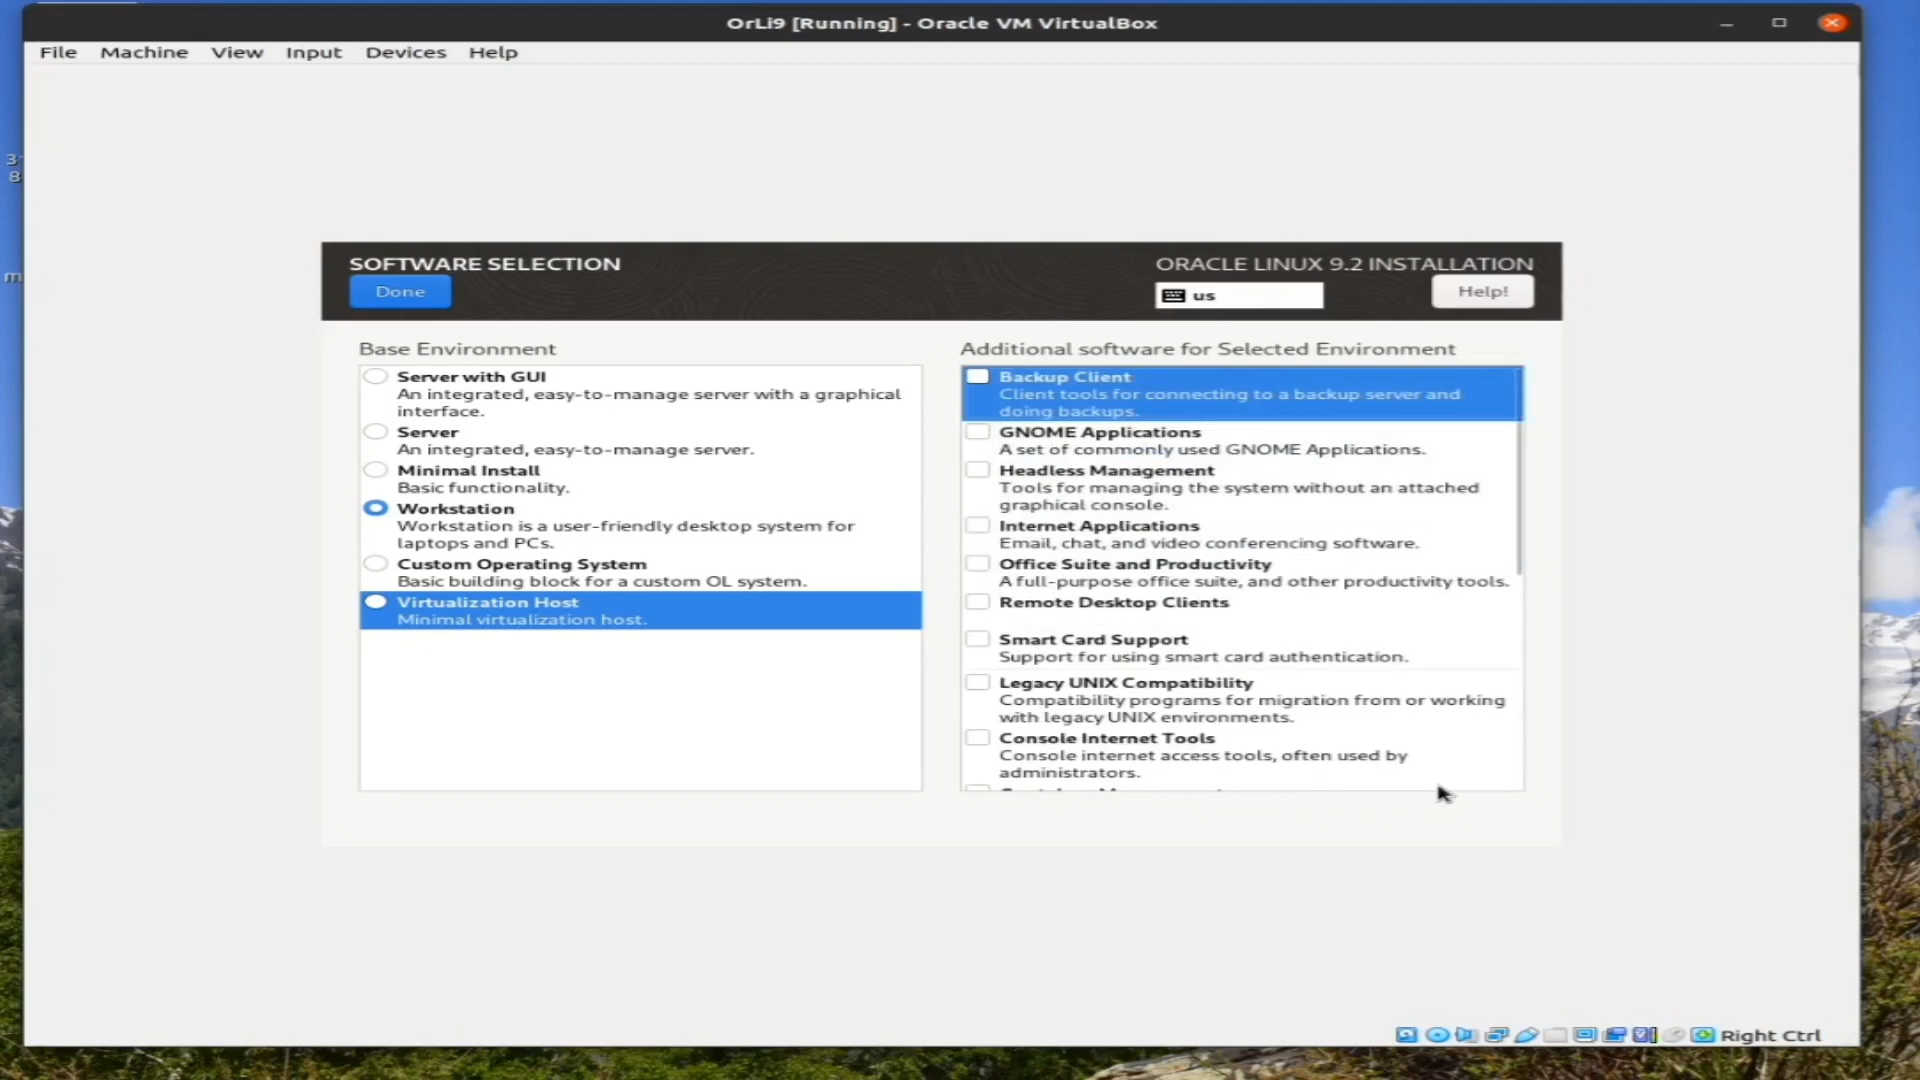 OrLi9 [Running] - Oracle VM VirtualBox
File Machine View Input Devices Help
3
8
m
SOFTWARE SELECTION
Done
ORACLE LINUX 9.2 INSTALLATION
us
Help!
Base Environment
Server with GUI
An integrated, easy-to-manage server with a graphical
interface.
Server
An integrated, easy-to-manage server.
Minimal Install
Basic functionality.
Workstation
Workstation is a user-friendly desktop system for
laptops and PCs.
Custom Operating System
Basic building block for a custom OL system.
Virtualization Host
Minimal virtualization host.
Additional software for Selected Environment
Backup Client
Client tools for connecting to a backup server and
doing backups.
GNOME Applications
A set of commonly used GNOME Applications.
Headless Management
Tools for managing the system without an attached
graphical console.
Internet Applications
Email, chat, and video conferencing software.
Office Suite and Productivity
A full-purpose office suite, and other productivity tools.
Remote Desktop Clients
Smart Card Support
Support for using smart card authentication.
Legacy UNIX Compatibility
Compatibility programs for migration from or working
with legacy UNIX environments.
Console Internet Tools
Console internet access tools, often used by
administrators.
Right Ctrl